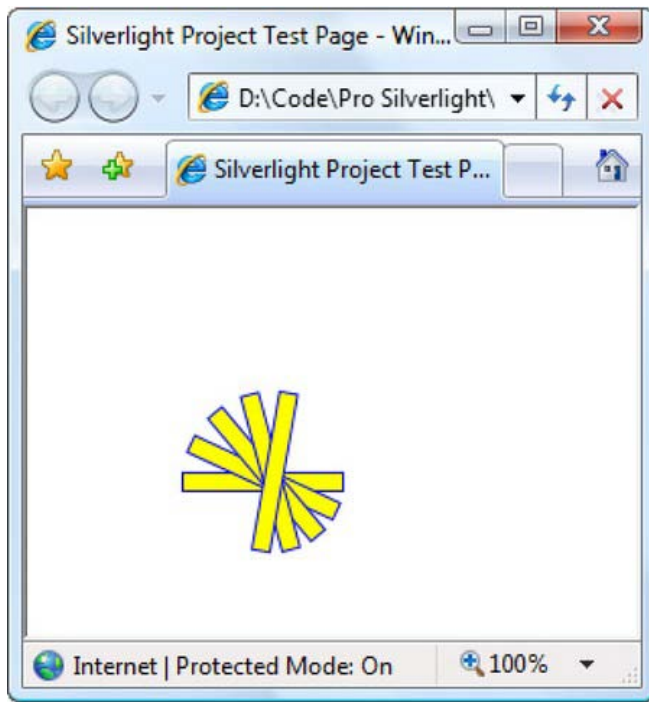 Silverlight Project Test Page - Win...
D:\Code\Pro Silverlight\
Silverlight Project Test P...
Internet | Protected Mode: On
100%